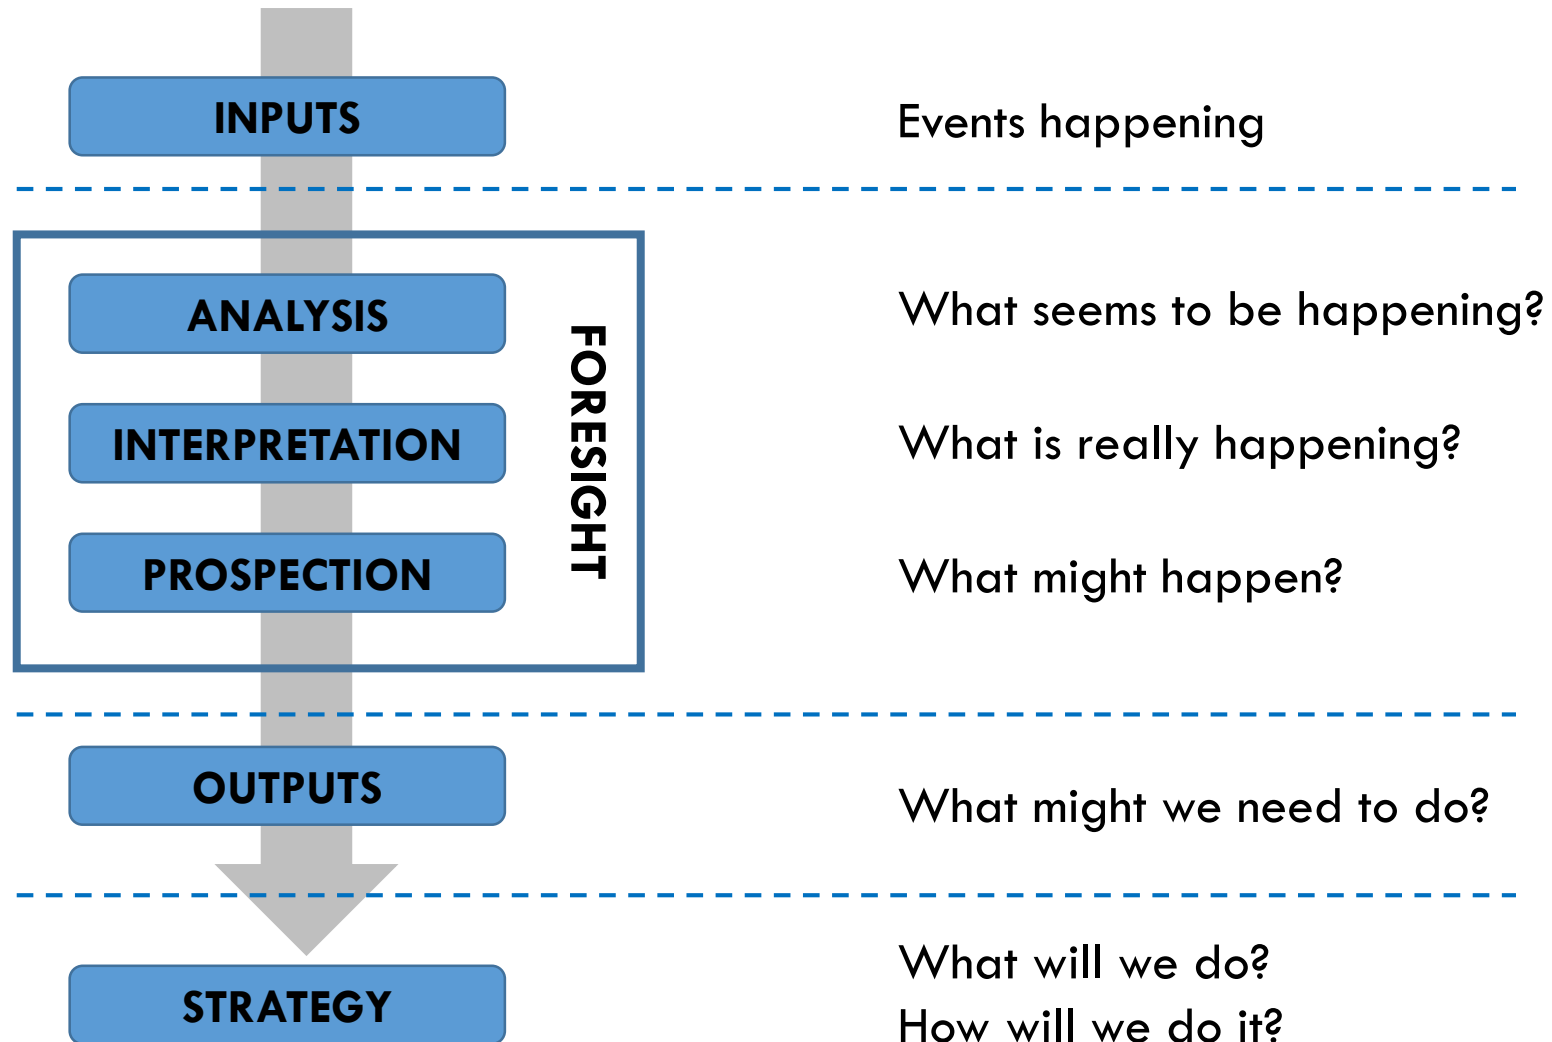 INPUTS
Events happening
ANALYSIS
What seems to be happening?
INTERPRETATION
What is really happening?
PROSPECTION
What might happen?
FORESIGHT
OUTPUTS
What might we need to do?
STRATEGY
What will we do?
How will we do it?